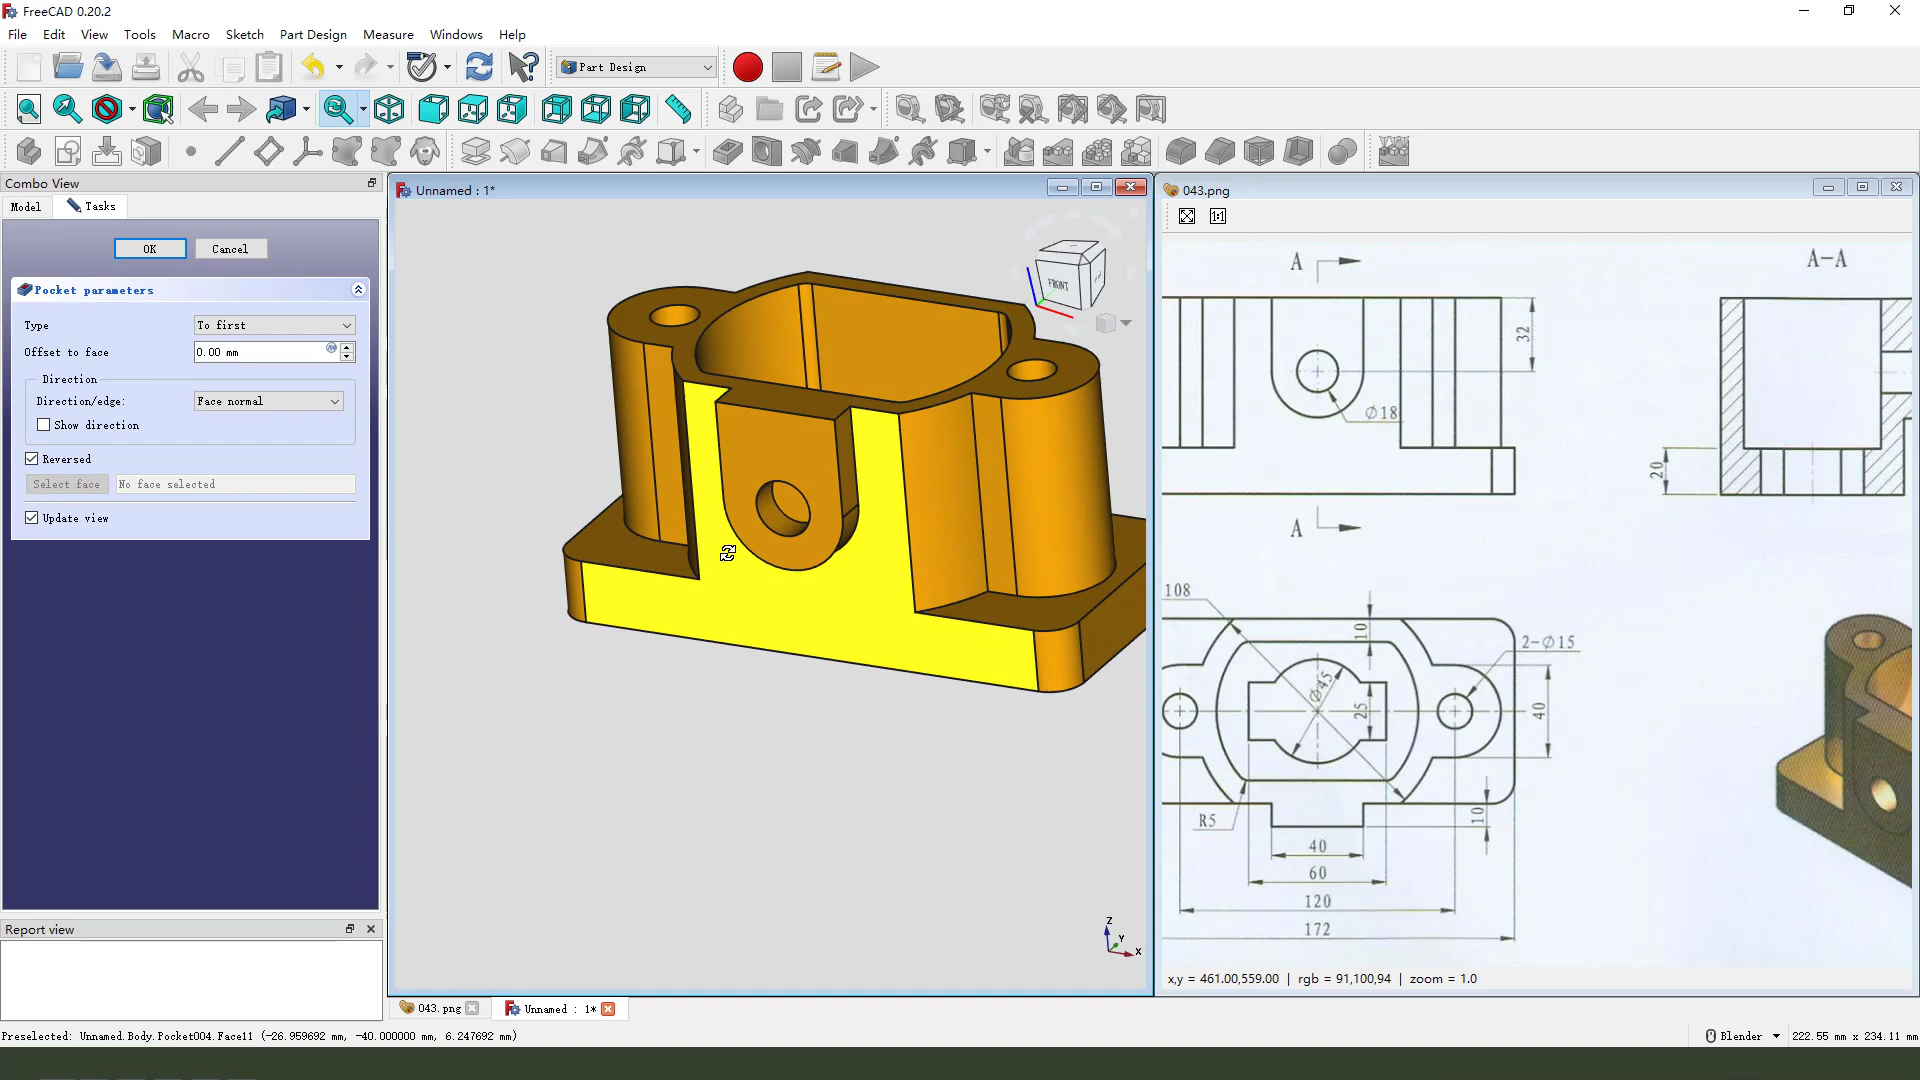 FreeCAD 0.20.2
File Edit View Tools Macro Sketch Part Design Measure Windows Help
Part Design
Combo View
Model Tasks
OK Cancel
Pocket parameters
Type To first
Offset to face 0.00 mm
Direction
Direction/edge: Face normal
Show direction
Reversed
Select face No face selected
Update view
Report view
Unnamed : 1*
FRONT
Z
Y
X
043.png
1:1
A
A-A
32
Ø18
20
A
108
10
2-Ø15
Ø45
25
40
R5
10
40
60
120
172
x,y = 461.00,559.00 | rgb = 91,100,94 | zoom = 1.0
043.png Unnamed : 1*
Preselected: Unnamed.Body.Pocket004.Face11 (-26.959692 mm, -40.000000 mm, 6.247692 mm)
Blender 222.55 mm x 234.11 mm